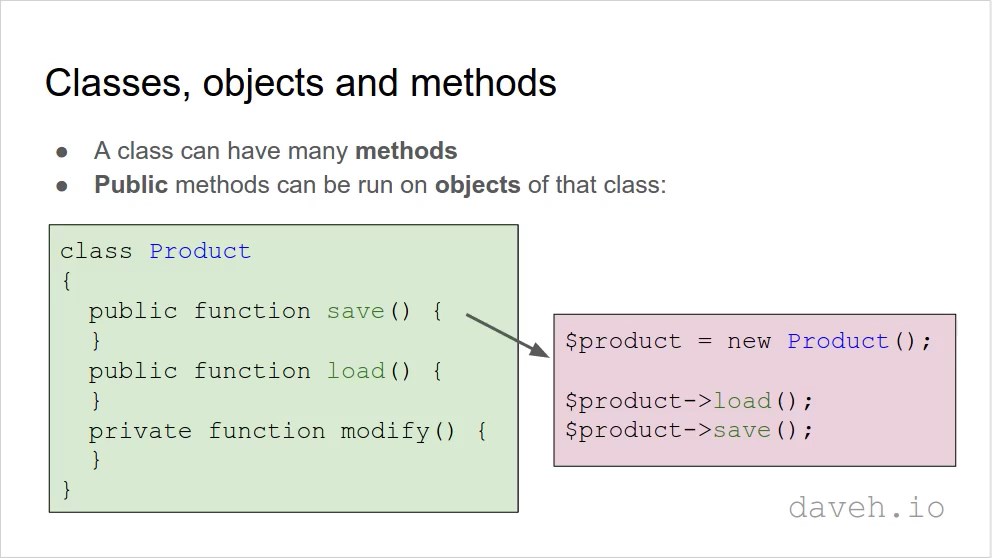 Classes, objects and methods
● A class can have many methods
● Public methods can be run on objects of that class:
class Product
{
  public function save() {
  }
  public function load() {
  }
  private function modify() {
  }
}
$product = new Product();
$product->load();
$product->save();
daveh.io